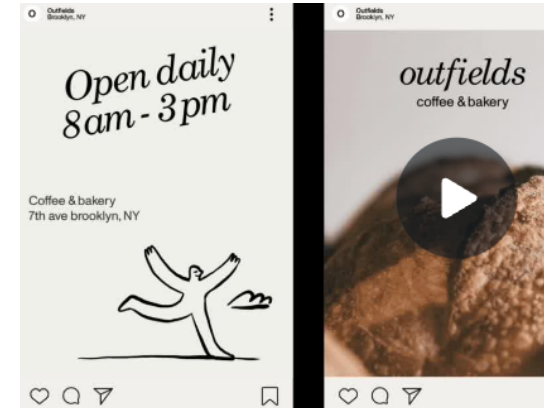 O Outfields
Brooklyn, NY
Open daily
8am - 3pm
Coffee & bakery
7th ave brooklyn, NY
O Outfields
Brooklyn, NY
outfields
coffee & bakery